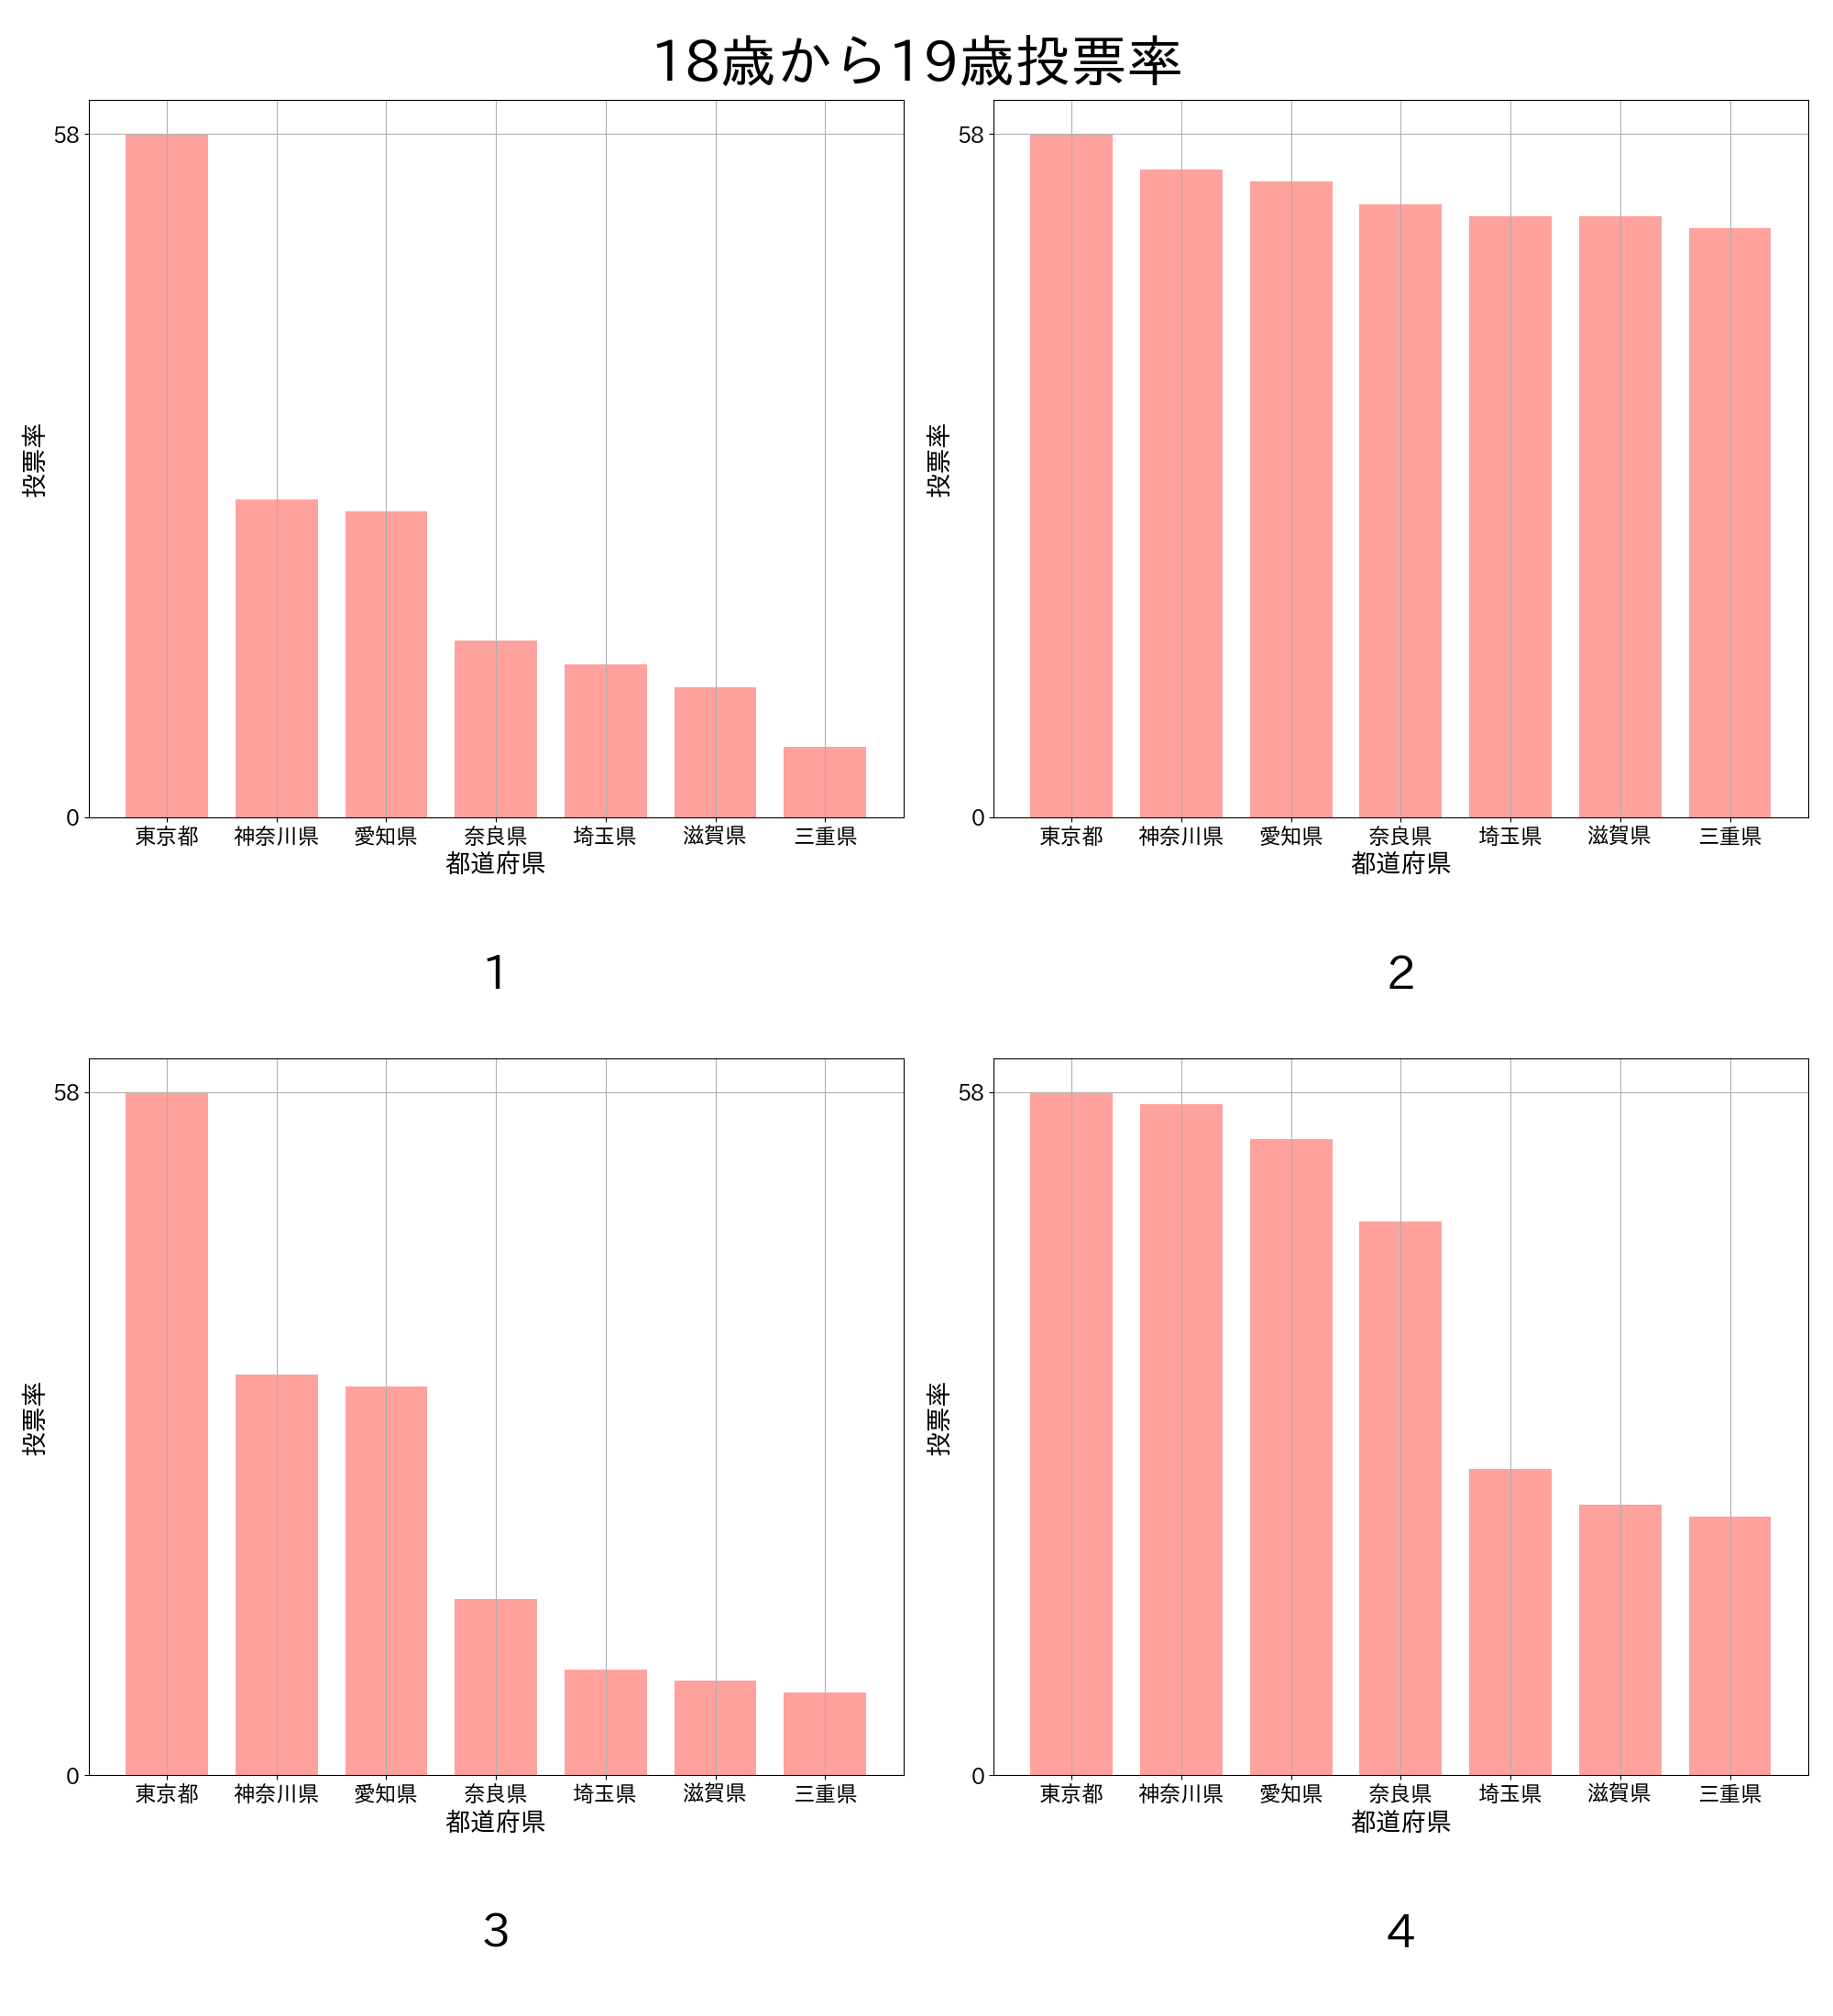 18歳から19歳投票率
58
0
投票率
東京都 神奈川県 愛知県 奈良県 埼玉県 滋賀県 三重県
都道府県
1
58
0
投票率
東京都 神奈川県 愛知県 奈良県 埼玉県 滋賀県 三重県
都道府県
2
58
0
投票率
東京都 神奈川県 愛知県 奈良県 埼玉県 滋賀県 三重県
都道府県
3
58
0
投票率
東京都 神奈川県 愛知県 奈良県 埼玉県 滋賀県 三重県
都道府県
4